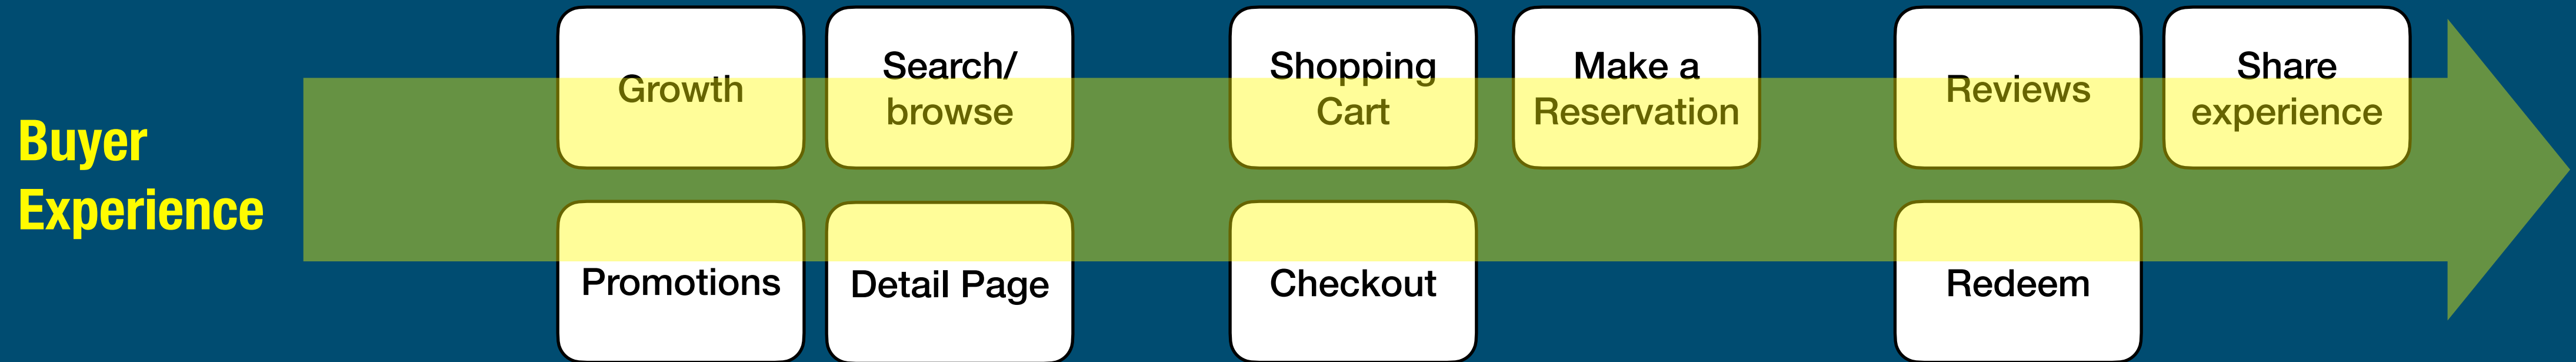 Buyer
Experience
Growth
Search/
browse
Shopping
Cart
Make a
Reservation
Reviews
Share
experience
Promotions
Detail Page
Checkout
Redeem